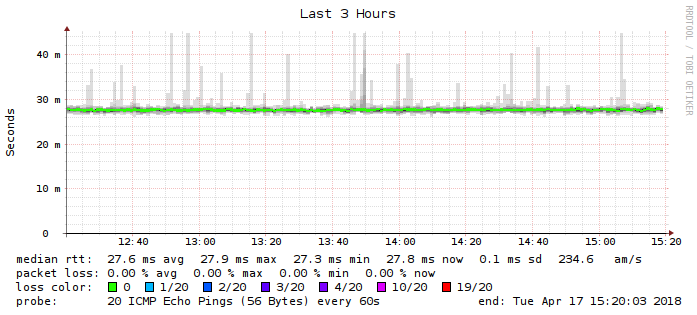 Last 3 Hours
RRDTOOL / TOBI OETIKER
Seconds
40 m
30 m
20 m
10 m
0
12:40 13:00 13:20 13:40 14:00 14:20 14:40 15:00 15:20
median rtt: 27.6 ms avg 27.9 ms max 27.3 ms min 27.8 ms now 0.1 ms sd 234.6 am/s
packet loss: 0.00 % avg 0.00 % max 0.00 % min 0.00 % now
loss color: 0 1/20 2/20 3/20 4/20 10/20 19/20
probe: 20 ICMP Echo Pings (56 Bytes) every 60s end: Tue Apr 17 15:20:03 2018